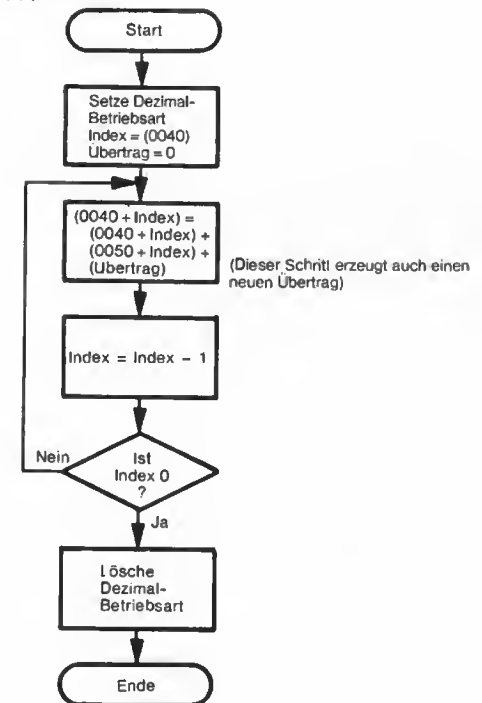 Start
Setze Dezimal-
Betriebsart
Index = (0040)
Übertrag = 0
(0040 + Index) =
(0040 + Index) +
(0050 + Index) +
(Übertrag)
(Dieser Schritt erzeugt auch einen
neuen Übertrag)
Index = Index – 1
Nein
Ist
Index 0
?
Ja
Lösche
Dezimal-
Betriebsart
Ende